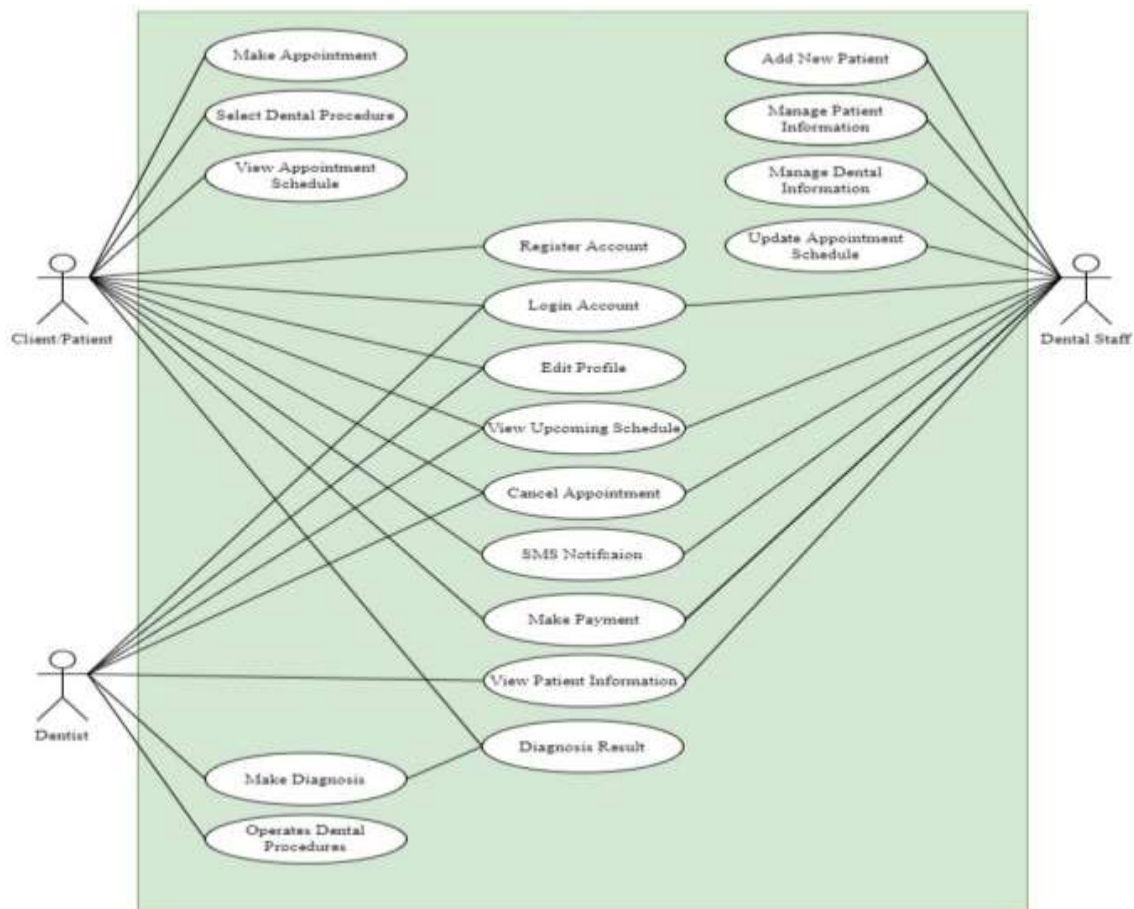 Make Appointment
Add New Patient
Select Dental Procedure
Manage Patient
Information
View Appointment
Schedule
Manage Dental
Information
Register Account
Update Appointment
Schedule
Login Account
Client/Patient
Dental Staff
Edit Profile
View Upcoming Schedule
Cancel Appointment
SMS Notifcaion
Make Payment
View Patient Information
Dentist
Diagnosis Result
Make Diagnosis
Operates Dental
Procedures